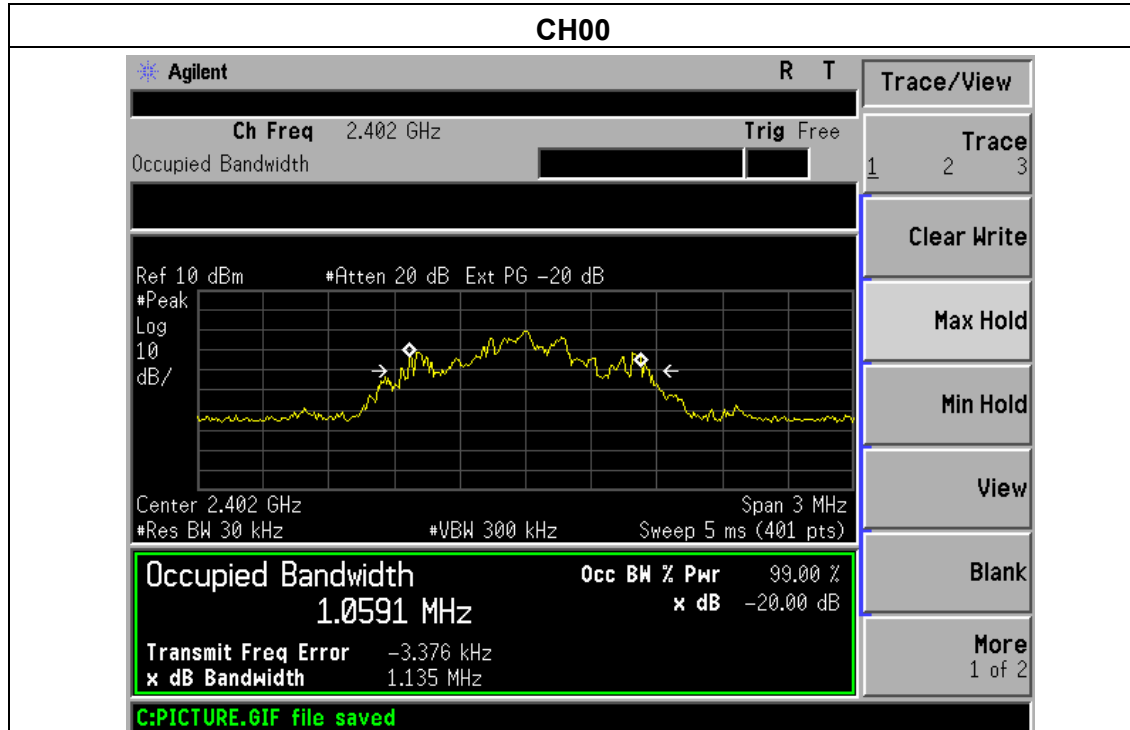 CH00
Agilent R T
Ch Freq 2.402 GHz Trig Free
Occupied Bandwidth
Ref 10 dBm #Atten 20 dB Ext PG −20 dB
#Peak
Log
10
dB/
Center 2.402 GHz Span 3 MHz
#Res BW 30 kHz #VBW 300 kHz Sweep 5 ms (401 pts)
Occupied Bandwidth Occ BW % Pwr 99.00 %
1.0591 MHz x dB −20.00 dB
Transmit Freq Error −3.376 kHz
x dB Bandwidth 1.135 MHz
C:PICTURE.GIF file saved
Trace/View
Trace
1 2 3
Clear Write
Max Hold
Min Hold
View
Blank
More
1 of 2